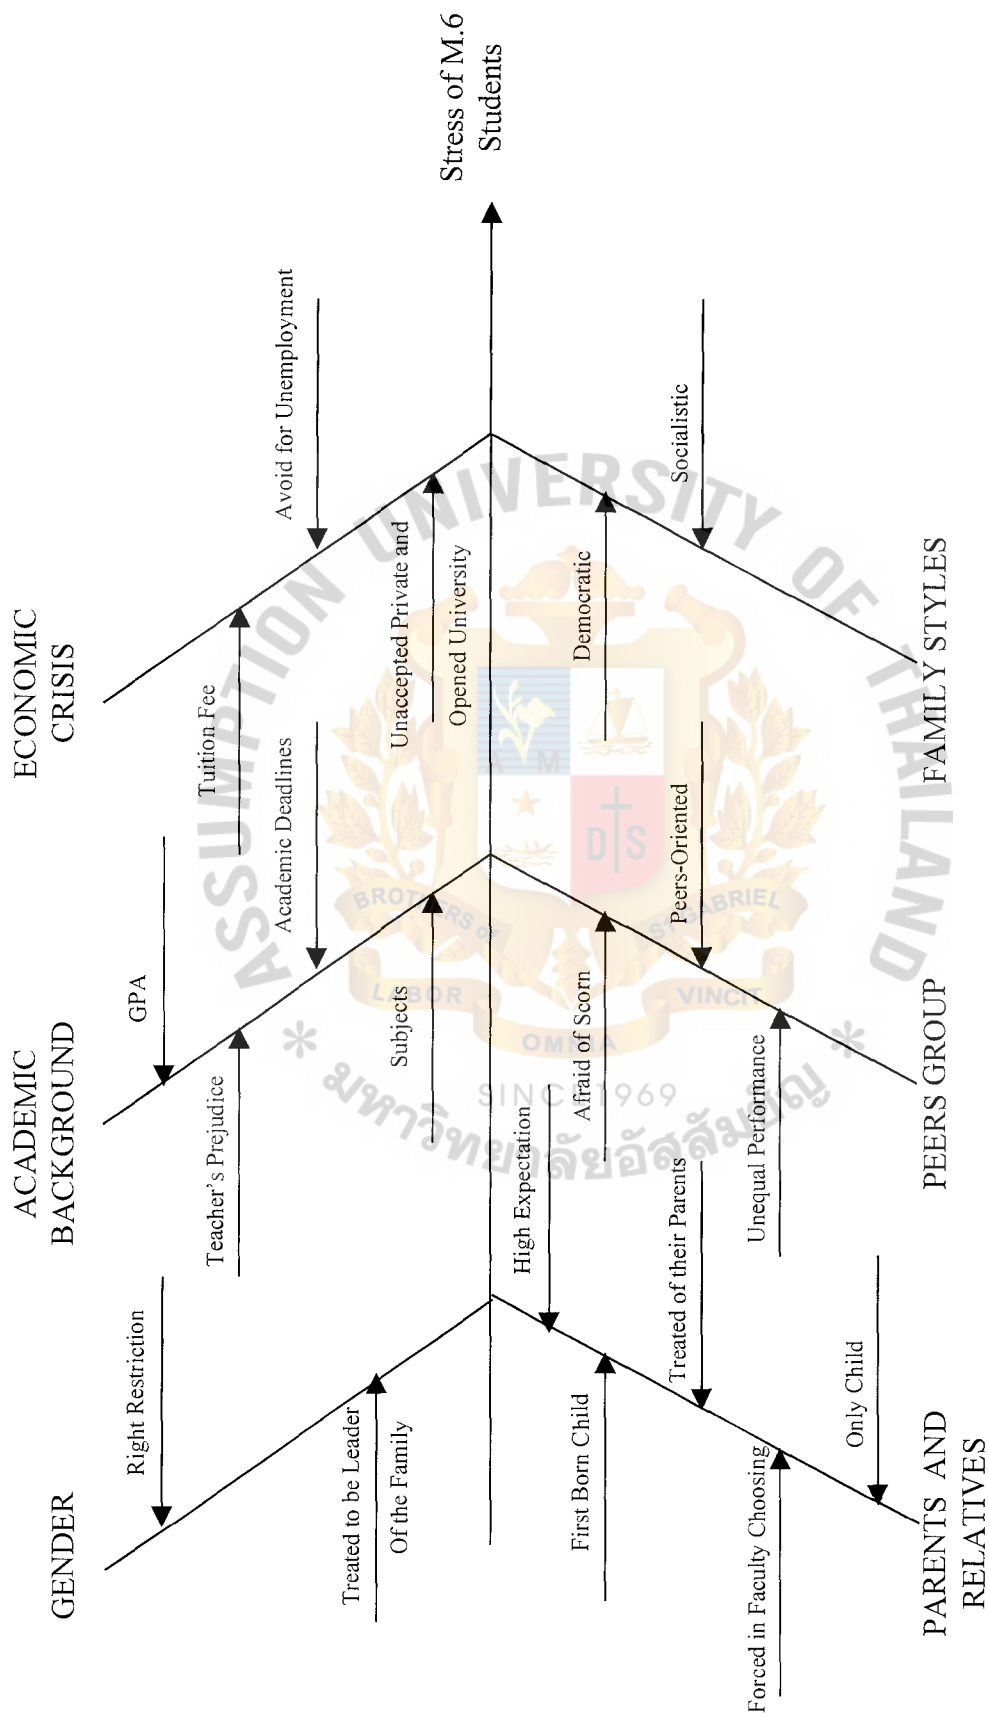 GENDER
ACADEMIC
BACKGROUND
ECONOMIC
CRISIS
Right Restriction
GPA
Teacher's Prejudice
Tuition Fee
Academic Deadlines
Avoid for Unemployment
Treated to be Leader
Of the Family
Subjects
Unaccepted Private and
Opened University
Stress of M.6
Students
High Expectation
First Born Child
Afraid of Scorn
Democratic
Treated of their Parents
Peers-Oriented
Socialistic
Forced in Faculty Choosing
Unequal Performance
Only Child
PARENTS AND
RELATIVES
PEERS GROUP
FAMILY STYLES
ASSUMPTION UNIVERSITY OF THAILAND
A M
D S
BROTHERS OF
ST GABRIEL
LABOR
OMNIA
VINCIT
SINCE 1969
* มหาวิทยาลัยอัสสัมชัญ *